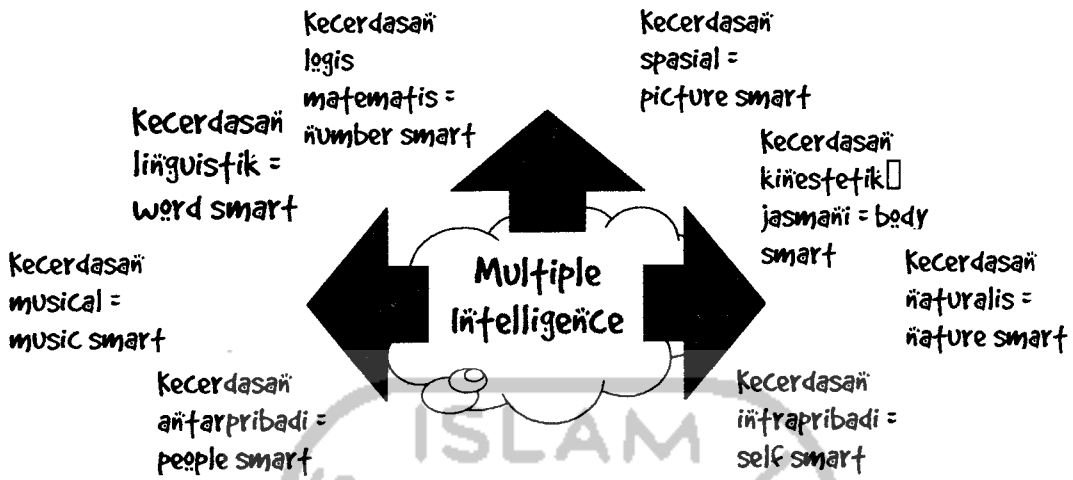 Kecerdasan
logis
matematis =
number smart
Kecerdasan
spasial =
picture smart
Kecerdasan
linguistik =
word smart
Kecerdasan
kinestetik▯
jasmani = body
smart
Kecerdasan
musical =
music smart
Multiple
Intelligence
Kecerdasan
naturalis =
nature smart
Kecerdasan
antarpribadi =
people smart
Kecerdasan
intrapribadi =
self smart
ISLAM